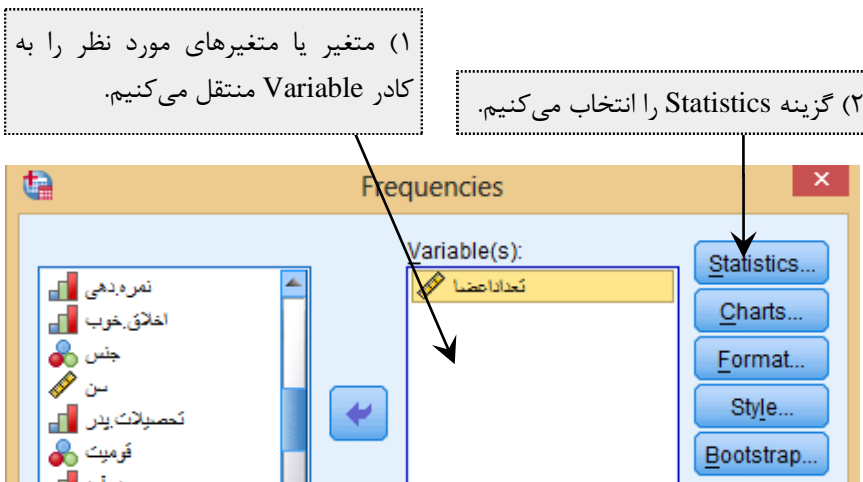 ۱) متغیر یا متغیرهای مورد نظر را به
کادر Variable منتقل می‌کنیم.
۲) گزینه Statistics را انتخاب می‌کنیم.
Frequencies
Variable(s):
تعداداعضا
نمره.دهی
اخلاق.خوب
جنس
سن
تحصیلات.پدر
قومیت
Statistics...
Charts...
Format...
Style...
Bootstrap...